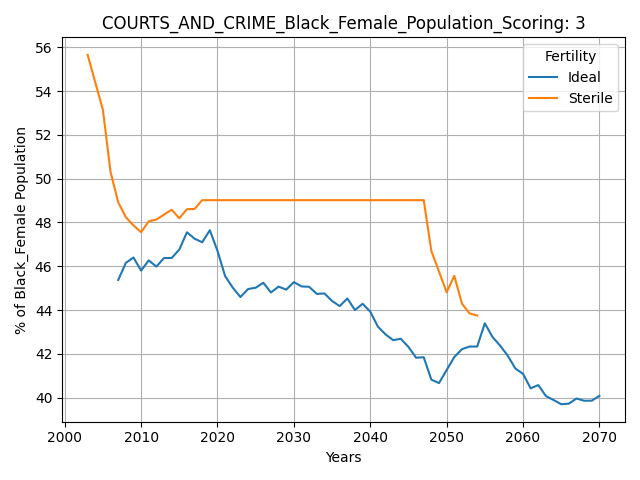 COURTS_AND_CRIME_Black_Female_Population_Scoring: 3
% of Black_Female Population
56
54
52
50
48
46
44
42
40
Fertility
Ideal
Sterile
2000 2010 2020 2030 2040 2050 2060 2070
Years